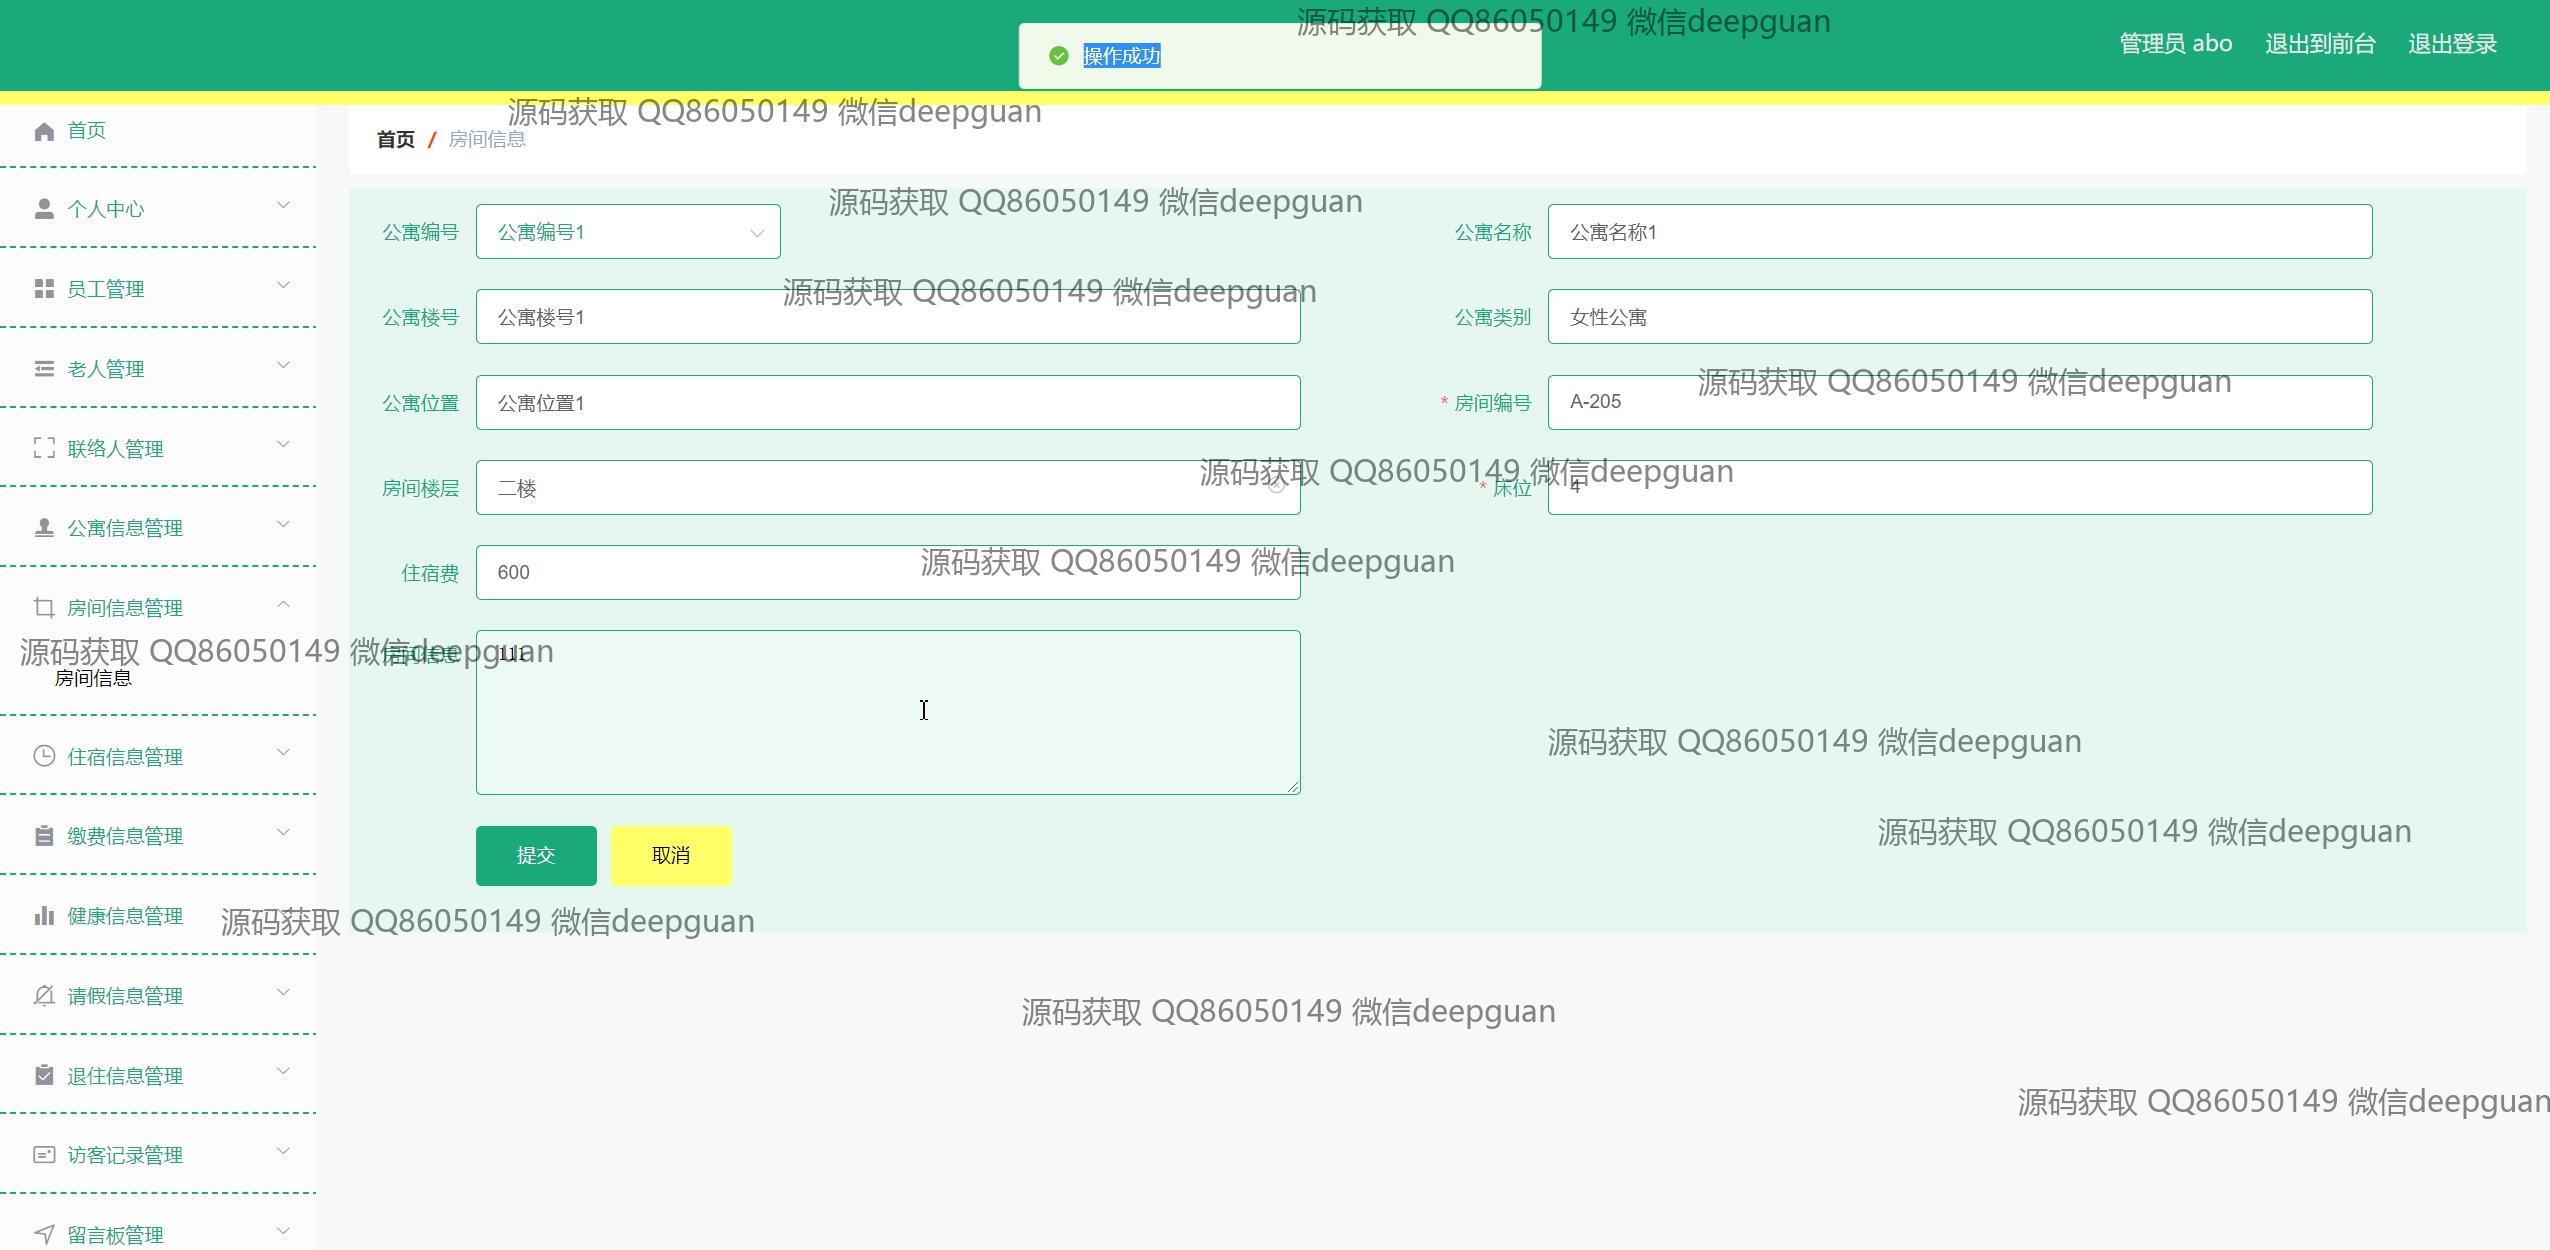 源码获取 QQ86050149 微信deepguan
操作成功
管理员 abo 退出到前台 退出登录
源码获取 QQ86050149 微信deepguan
首页
首页 / 房间信息
个人中心
源码获取 QQ86050149 微信deepguan
公寓编号 公寓编号1 公寓名称 公寓名称1
员工管理
源码获取 QQ86050149 微信deepguan
公寓楼号 公寓楼号1 公寓类别 女性公寓
老人管理
源码获取 QQ86050149 微信deepguan
公寓位置 公寓位置1 * 房间编号 A-205
联络人管理
源码获取 QQ86050149 微信deepguan
房间楼层 二楼 * 床位 4
公寓信息管理
源码获取 QQ86050149 微信deepguan
住宿费 600
房间信息管理
源码获取 QQ86050149 微信deepguan
房间信息 111
房间信息
住宿信息管理
源码获取 QQ86050149 微信deepguan
缴费信息管理
源码获取 QQ86050149 微信deepguan
提交 取消
健康信息管理
源码获取 QQ86050149 微信deepguan
请假信息管理
源码获取 QQ86050149 微信deepguan
退住信息管理
源码获取 QQ86050149 微信deepguan
访客记录管理
留言板管理